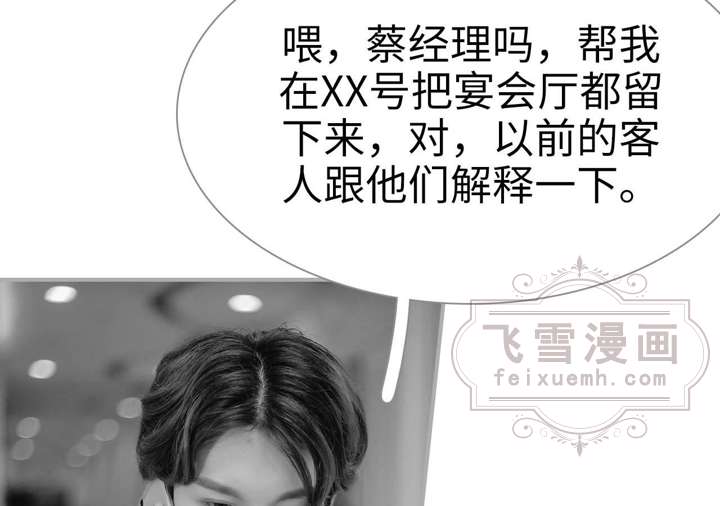 喂，蔡经理吗，帮我
在XX号把宴会厅都留
下来，对，以前的客
人跟他们解释一下。
飞雪漫画
feixuemh.com